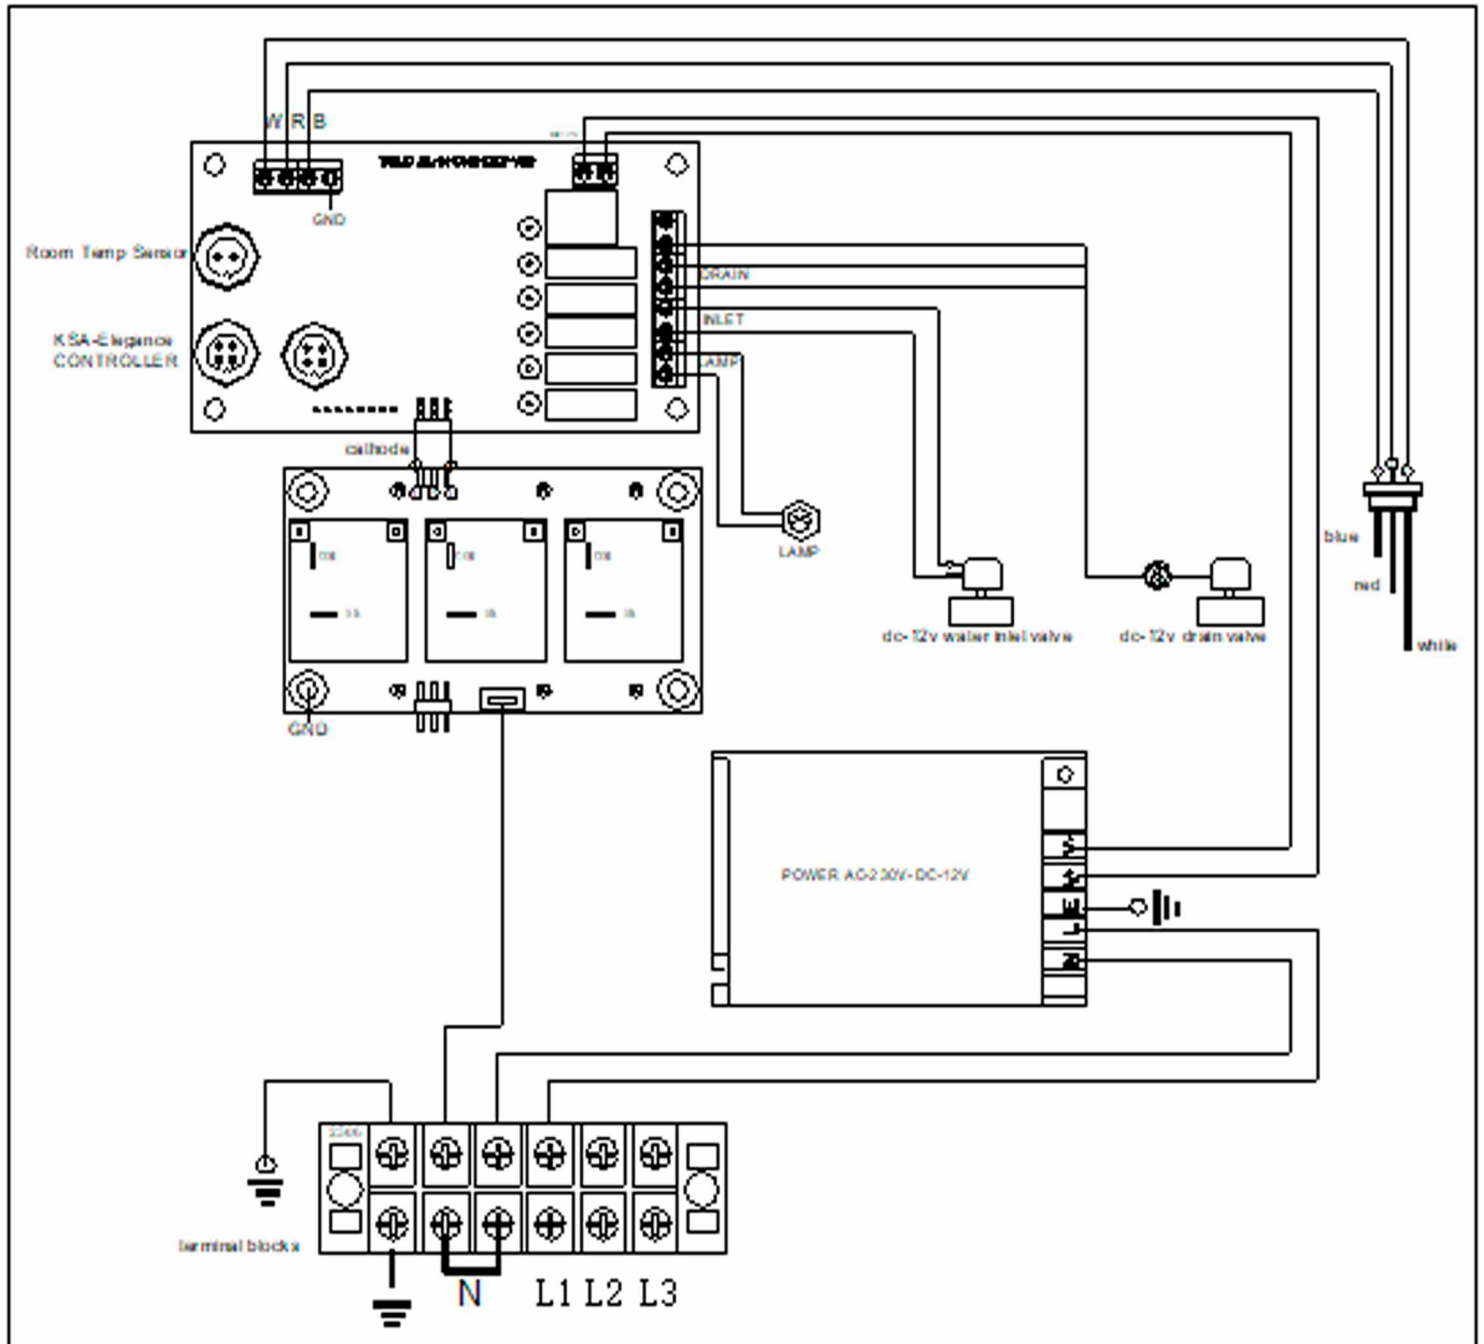 W R B
GND
Room Temp Sensor
DRAIN
KSA-Elegance
CONTROLLER
INLET
LAMP
cathode
LAMP
blue
red
white
dc-12v water inlet valve
dc-12v drain valve
GND
POWER AC-230V-DC-12V
V-
V+
E
L
N
terminal blocks
N
L1 L2 L3